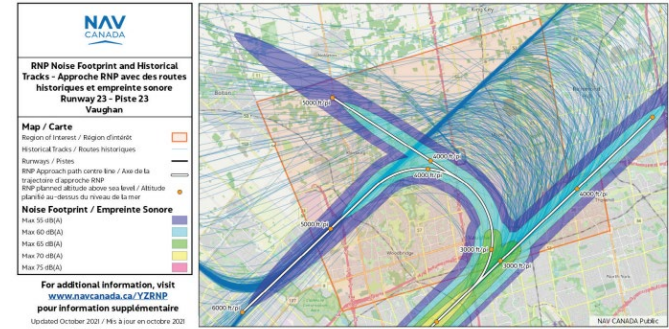 NAV
CANADA
RNP Noise Footprint and Historical
Tracks - Approche RNP avec des routes
historiques et empreinte sonore
Runway 23 - Piste 23
Vaughan
Map / Carte
Region of Interest / Région d'intérêt
Historical Tracks / Routes historiques
Runways / Pistes
RNP Approach path centre line / Axe de la
trajectoire d'approche RNP
RNP planned altitude above sea level / Altitude
planifié au-dessus du niveau de la mer
Noise Footprint / Empreinte Sonore
Max 55 dB(A)
Max 60 dB(A)
Max 65 dB(A)
Max 70 dB(A)
Max 75 dB(A)
For additional information, visit
www.navcanada.ca/YZRNP
pour information supplémentaire
Updated October 2021 / Mis à jour en octobre 2021
5000 ft/pi
4000 ft/pi
4000 ft/pi
4000 ft/pi
5000 ft/pi
3000 ft/pi
3000 ft/pi
6000 ft/pi
Woodbridge
NAV CANADA Public